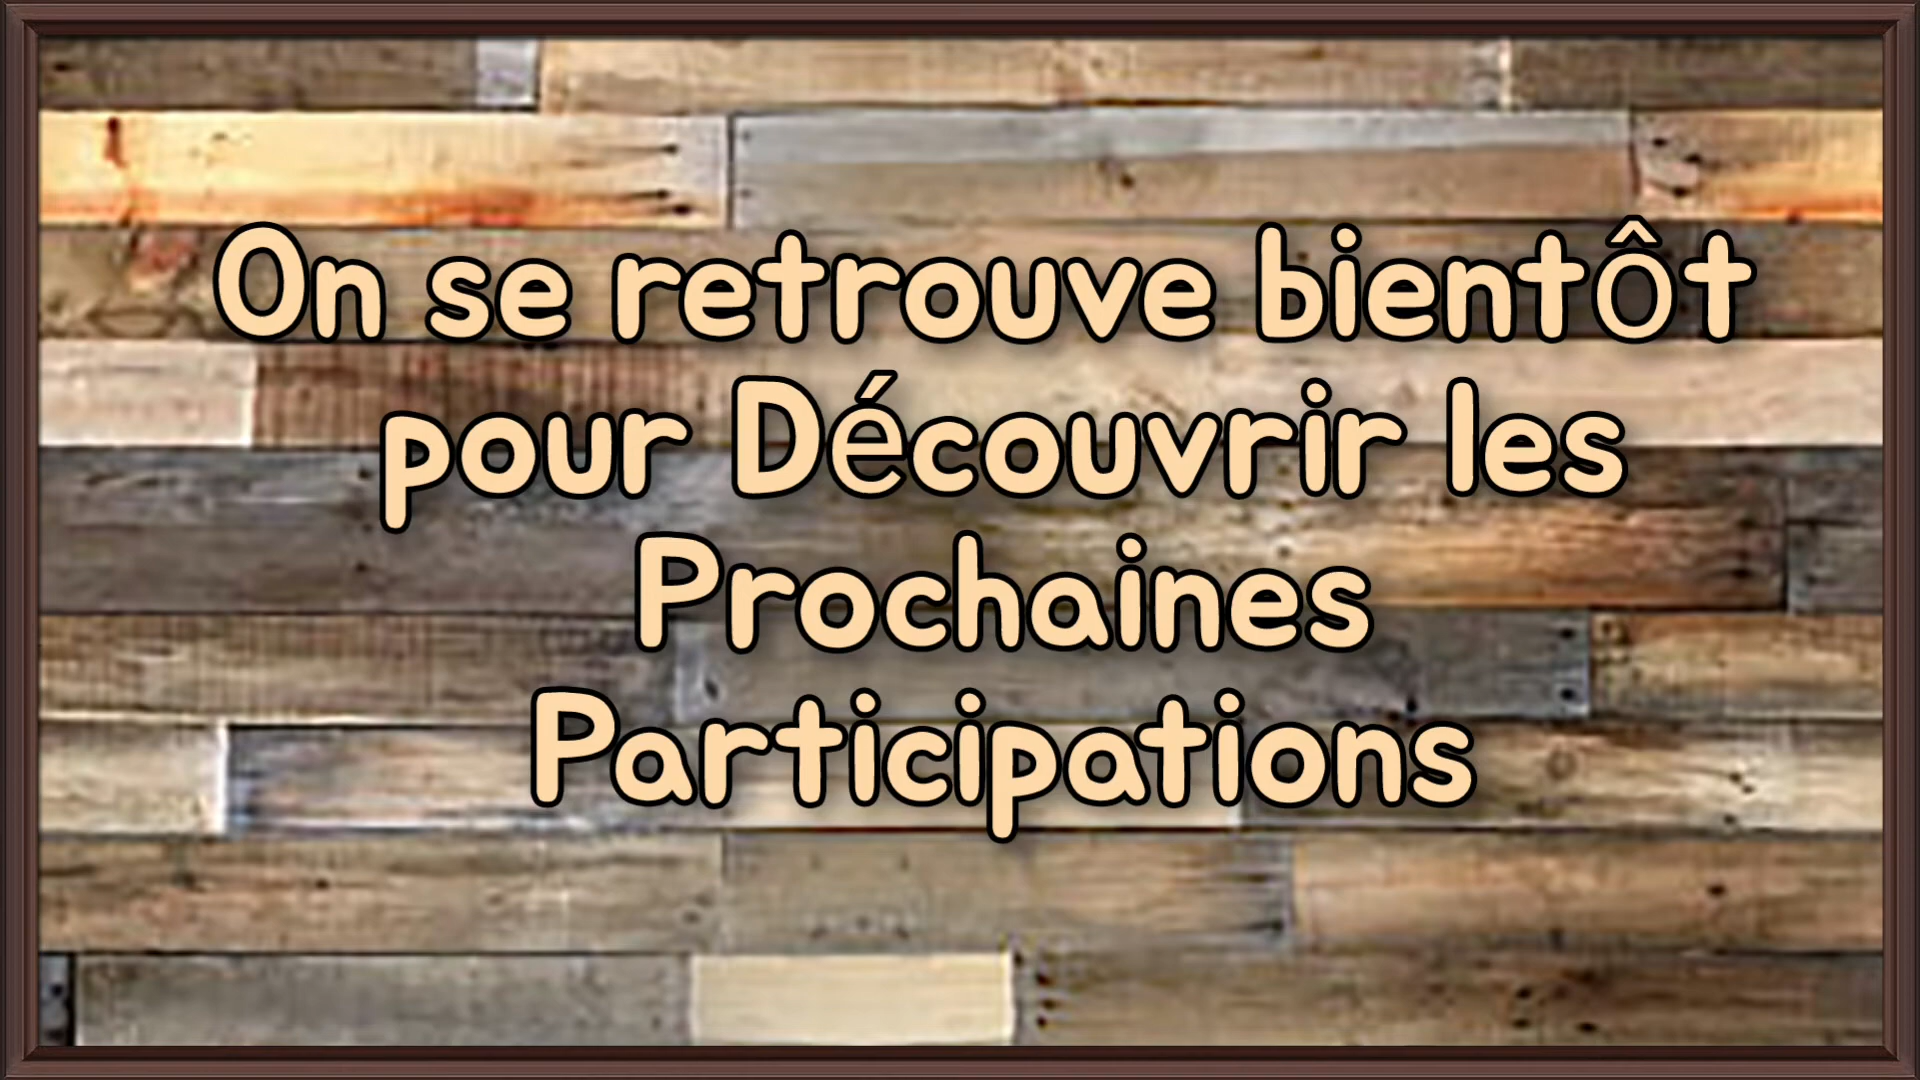 On se retrouve bientôt
pour Découvrir les
Prochaines
Participations